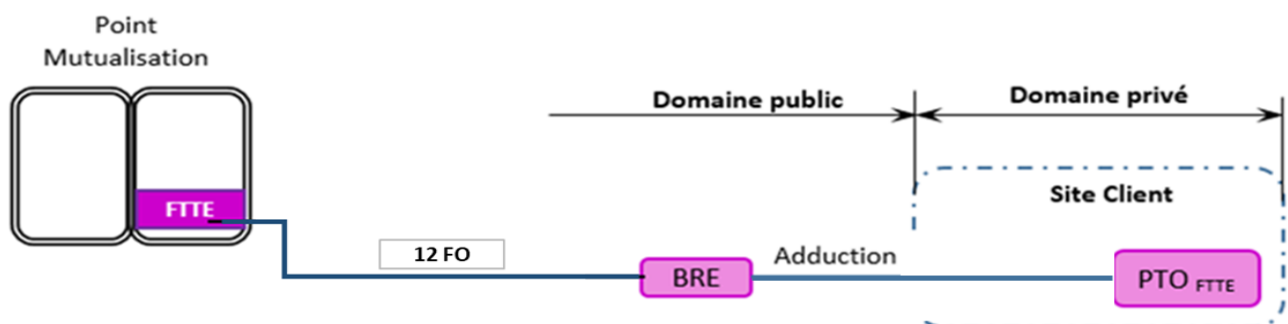 Point
Mutualisation
Domaine public
Domaine privé
FTTE
Site Client
12 FO
BRE
Adduction
PTO FTTE